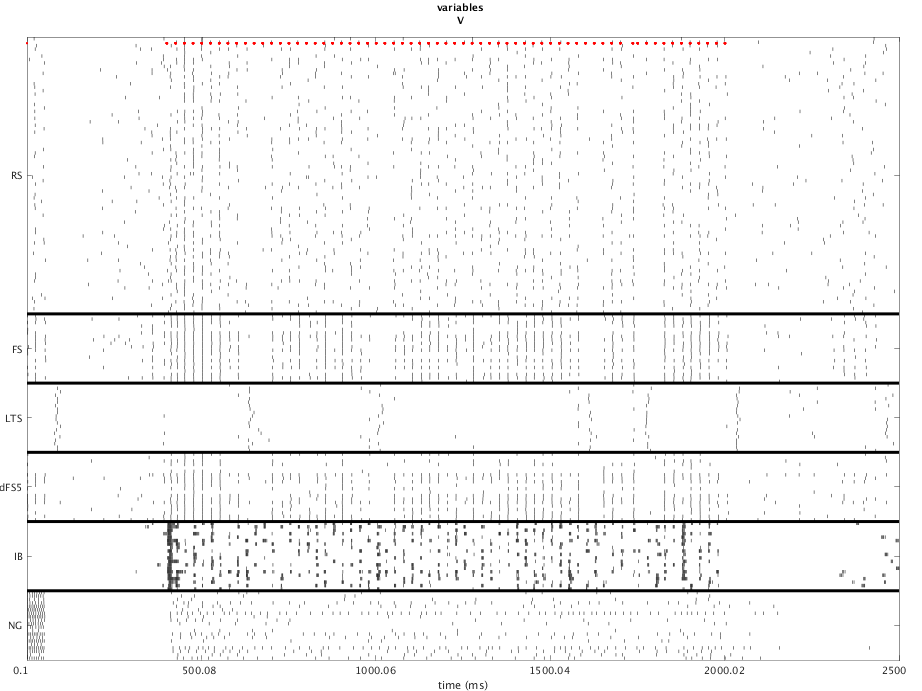 variables
V
RS
FS
LTS
dFS5
IB
NG
0.1
500.08
1000.06
1500.04
2000.02
2500
time (ms)